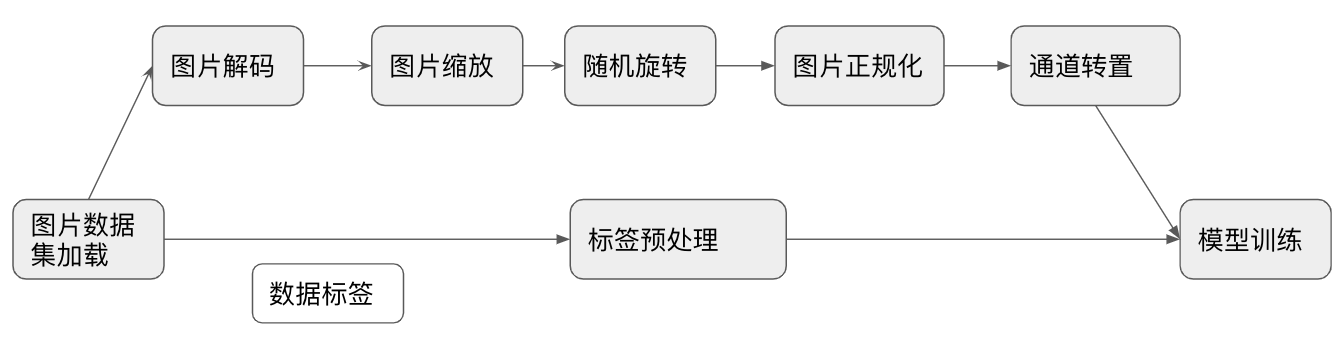 图片解码
图片缩放
随机旋转
图片正规化
通道转置
图片数据
集加载
标签预处理
模型训练
数据标签